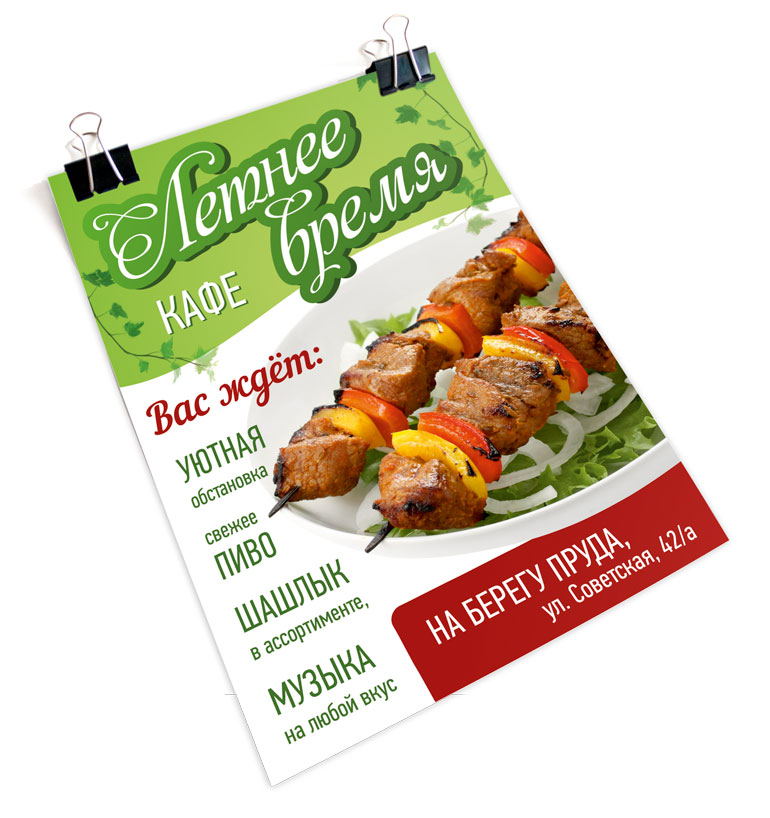 Летнее
время
КАФЕ
Вас ждёт:
УЮТНАЯ
обстановка
свежее
ПИВО
ШАШЛЫК
в ассортименте,
МУЗЫКА
на любой вкус
НА БЕРЕГУ ПРУДА,
ул. Советская, 42/а